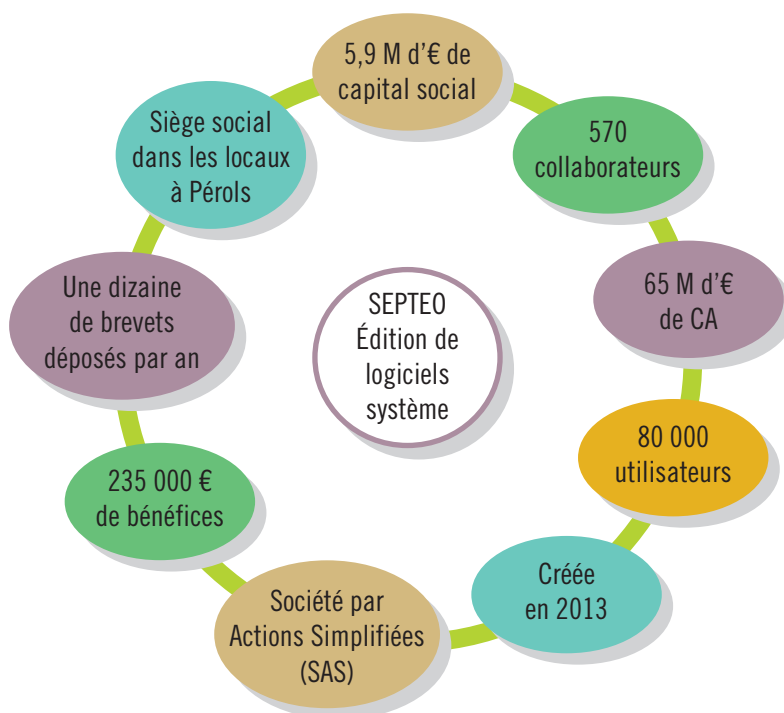 5,9 M d'€ de
capital social
570
collaborateurs
65 M d'€
de CA
80 000
utilisateurs
Créée
en 2013
Société par
Actions Simplifiées
(SAS)
235 000 €
de bénéfices
Une dizaine
de brevets
déposés par an
Siège social
dans les locaux
à Pérols
SEPTEO
Édition de
logiciels
système